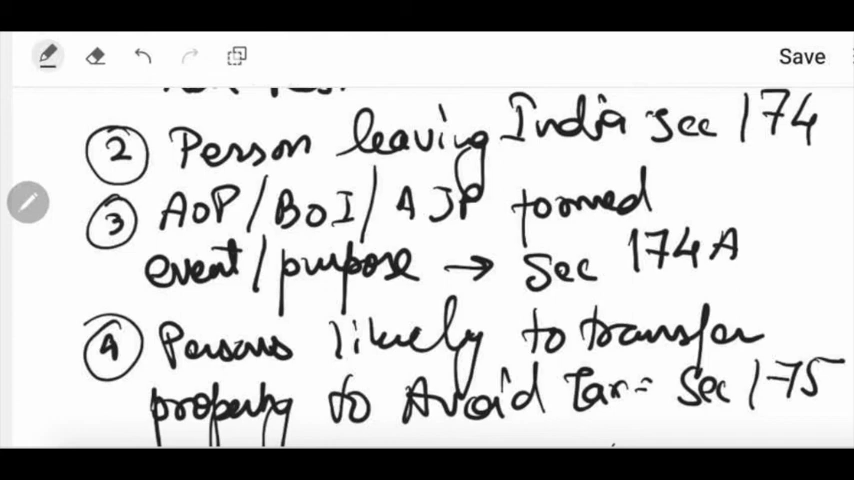 Save
② Person leaving India Sec 174
③ AOP/BOI/AJP formed
event/purpose → Sec 174A
④ Persons likely to transfer
property to Avoid Tax = Sec 175